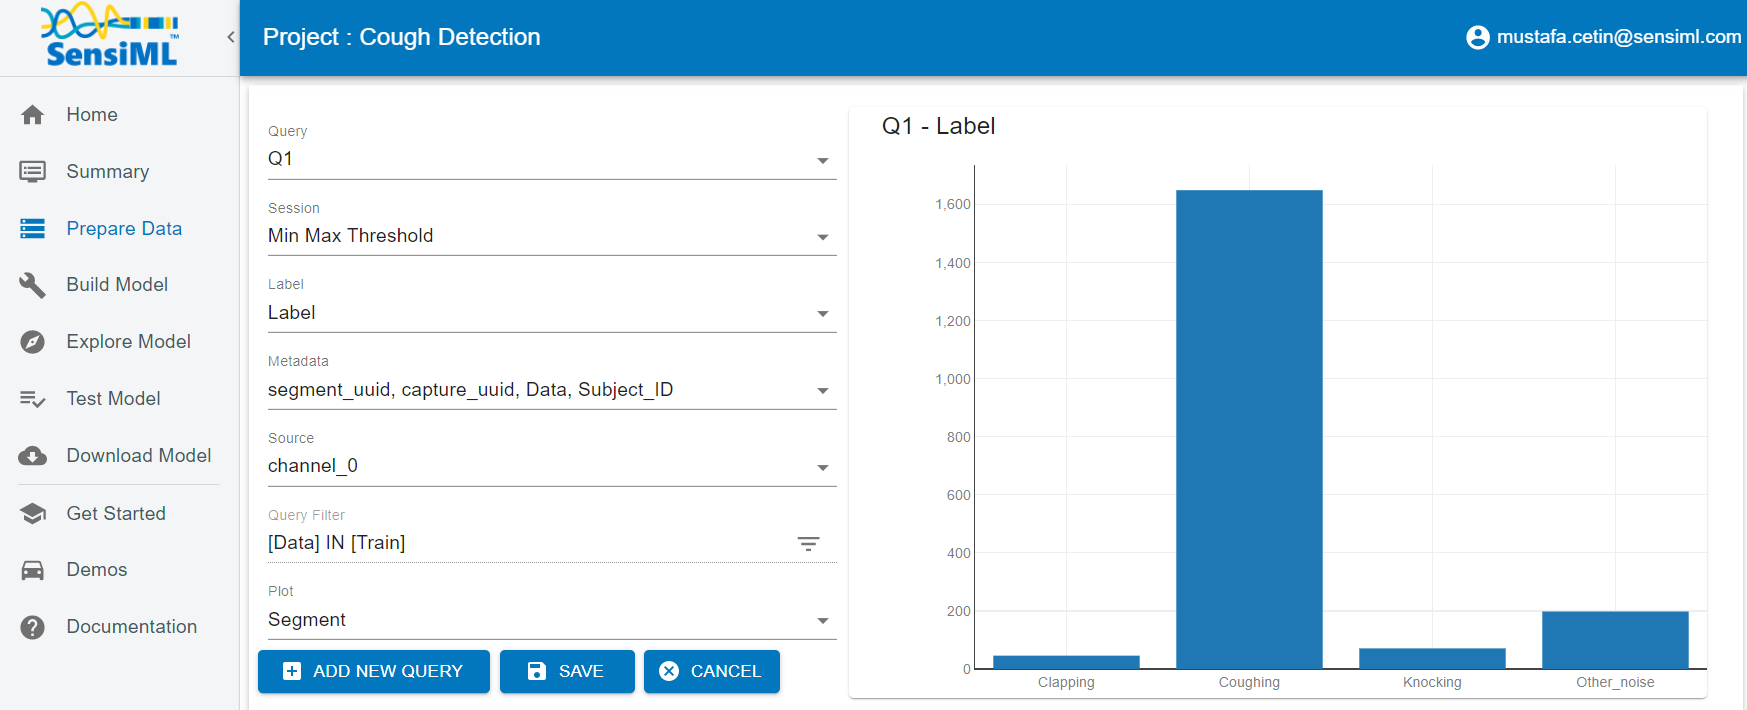 SensiML™
Project : Cough Detection
mustafa.cetin@sensiml.com
Home
Summary
Prepare Data
Build Model
Explore Model
Test Model
Download Model
Get Started
Demos
Documentation
Query
Q1
Session
Min Max Threshold
Label
Label
Metadata
segment_uuid, capture_uuid, Data, Subject_ID
Source
channel_0
Query Filter
[Data] IN [Train]
Plot
Segment
ADD NEW QUERY
SAVE
CANCEL
Q1 - Label
1,600
1,400
1,200
1,000
800
600
400
200
0
Clapping
Coughing
Knocking
Other_noise